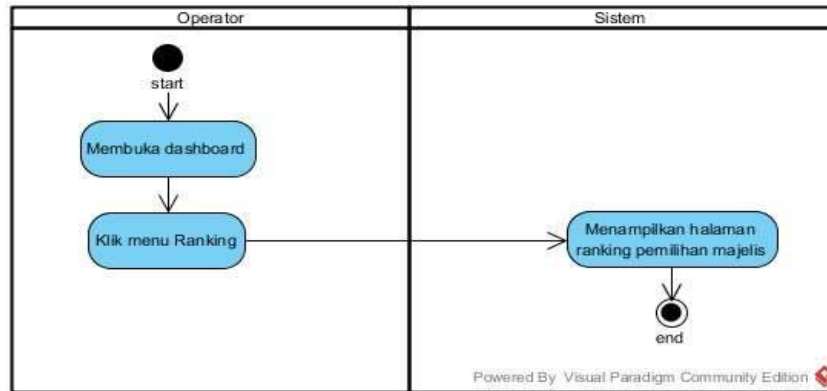 Operator
Sistem
start
Membuka dashboard
Klik menu Ranking
Menampilkan halaman
ranking pemilihan majelis
end
Powered By Visual Paradigm Community Edition